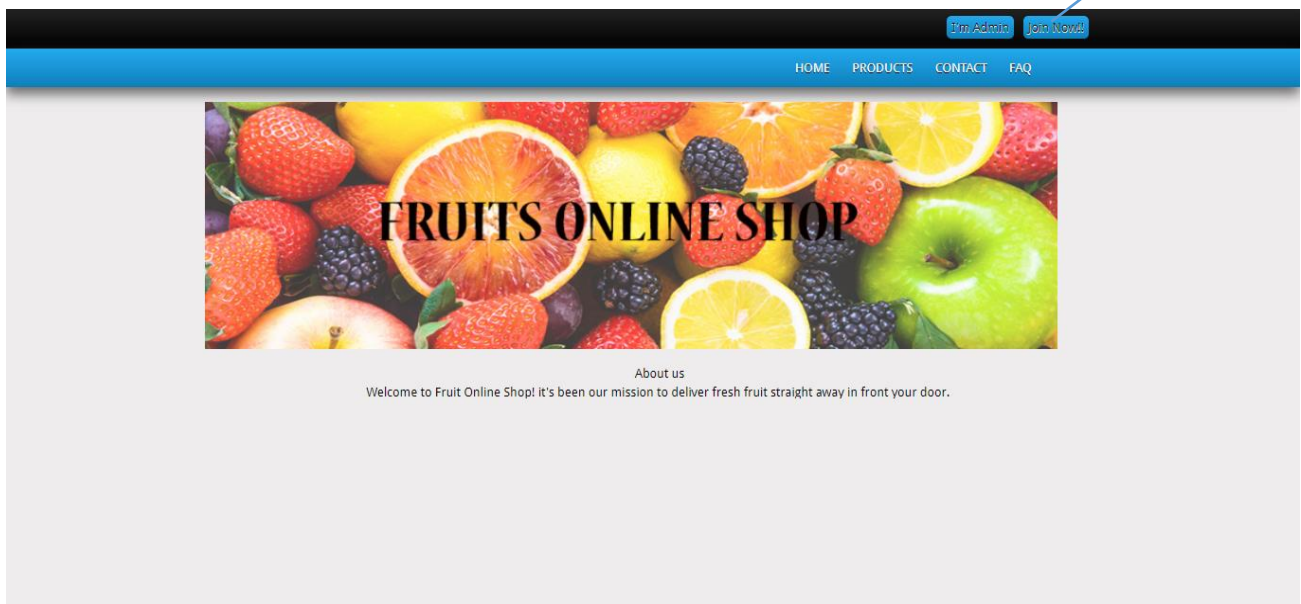 I'm Admin Join Now!!
HOME PRODUCTS CONTACT FAQ
FRUITS ONLINE SHOP
About us
Welcome to Fruit Online Shop! it's been our mission to deliver fresh fruit straight away in front your door.